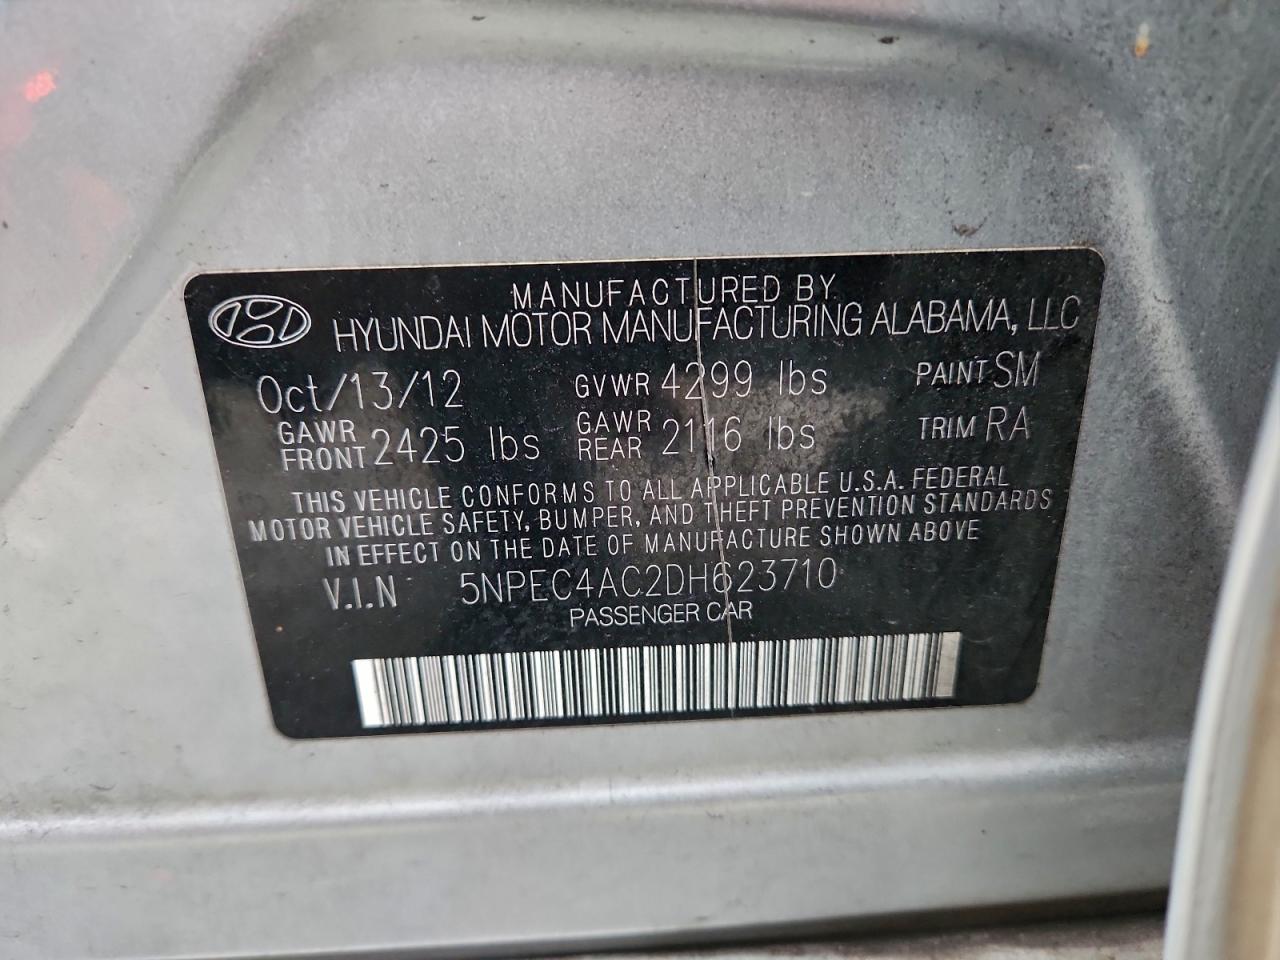 MANUFACTURED BY
HYUNDAI MOTOR MANUFACTURING ALABAMA, LLC
Oct/13/12 GVWR 4299 lbs PAINT SM
GAWR FRONT 2425 lbs GAWR REAR 2116 lbs TRIM RA
THIS VEHICLE CONFORMS TO ALL APPLICABLE U.S.A. FEDERAL
MOTOR VEHICLE SAFETY, BUMPER, AND THEFT PREVENTION STANDARDS
IN EFFECT ON THE DATE OF MANUFACTURE SHOWN ABOVE
V.I.N 5NPEC4AC2DH623710
PASSENGER CAR